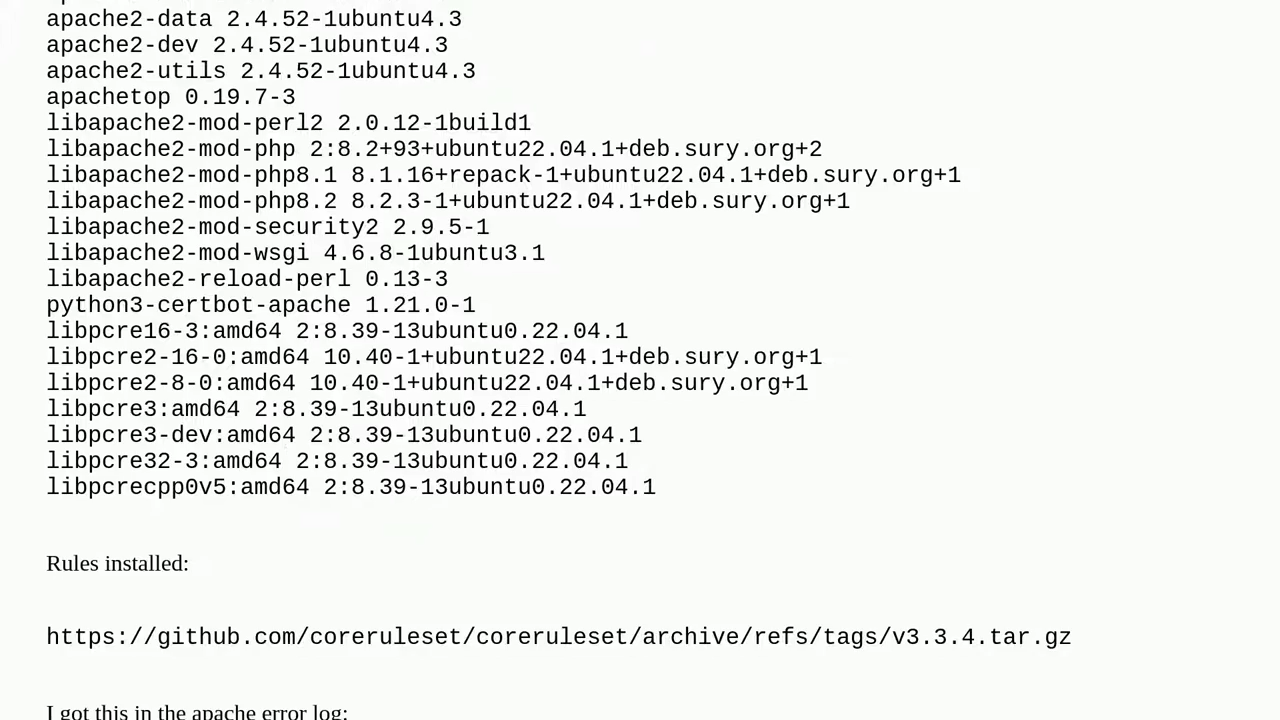 apache2-data 2.4.52-1ubuntu4.3
apache2-dev 2.4.52-1ubuntu4.3
apache2-utils 2.4.52-1ubuntu4.3
apachetop 0.19.7-3
libapache2-mod-perl2 2.0.12-1build1
libapache2-mod-php 2:8.2+93+ubuntu22.04.1+deb.sury.org+2
libapache2-mod-php8.1 8.1.16+repack-1+ubuntu22.04.1+deb.sury.org+1
libapache2-mod-php8.2 8.2.3-1+ubuntu22.04.1+deb.sury.org+1
libapache2-mod-security2 2.9.5-1
libapache2-mod-wsgi 4.6.8-1ubuntu3.1
libapache2-reload-perl 0.13-3
python3-certbot-apache 1.21.0-1
libpcre16-3:amd64 2:8.39-13ubuntu0.22.04.1
libpcre2-16-0:amd64 10.40-1+ubuntu22.04.1+deb.sury.org+1
libpcre2-8-0:amd64 10.40-1+ubuntu22.04.1+deb.sury.org+1
libpcre3:amd64 2:8.39-13ubuntu0.22.04.1
libpcre3-dev:amd64 2:8.39-13ubuntu0.22.04.1
libpcre32-3:amd64 2:8.39-13ubuntu0.22.04.1
libpcrecpp0v5:amd64 2:8.39-13ubuntu0.22.04.1
Rules installed:
https://github.com/coreruleset/coreruleset/archive/refs/tags/v3.3.4.tar.gz
I got this in the apache error log: